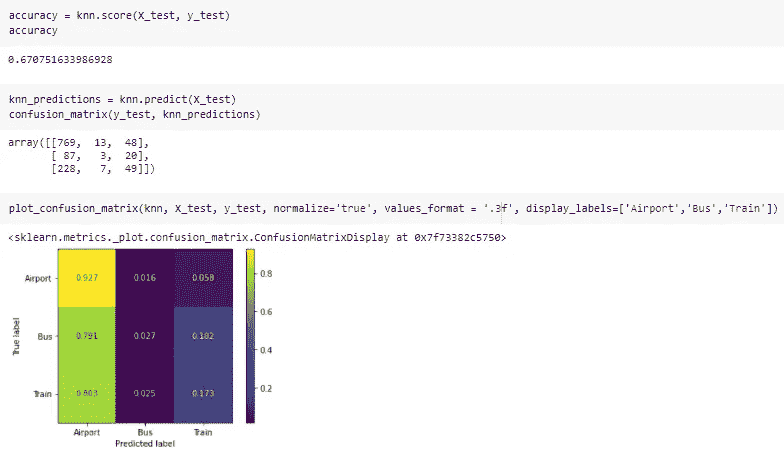 accuracy = knn.score(X_test, y_test)
accuracy
0.670751633986928
knn_predictions = knn.predict(X_test)
confusion_matrix(y_test, knn_predictions)
array([[769, 13, 48],
[ 87, 3, 20],
[228, 7, 49]])
plot_confusion_matrix(knn, X_test, y_test, normalize='true', values_format = '.3f', display_labels=['Airport','Bus','Train'])
<sklearn.metrics._plot.confusion_matrix.ConfusionMatrixDisplay at 0x7f73382c5750>
Airport 0.927 0.016 0.058 0.8
0.6
True label
Bus 0.791 0.027 0.182
0.4
Train 0.803 0.025 0.173 0.2
Airport Bus Train
Predicted label